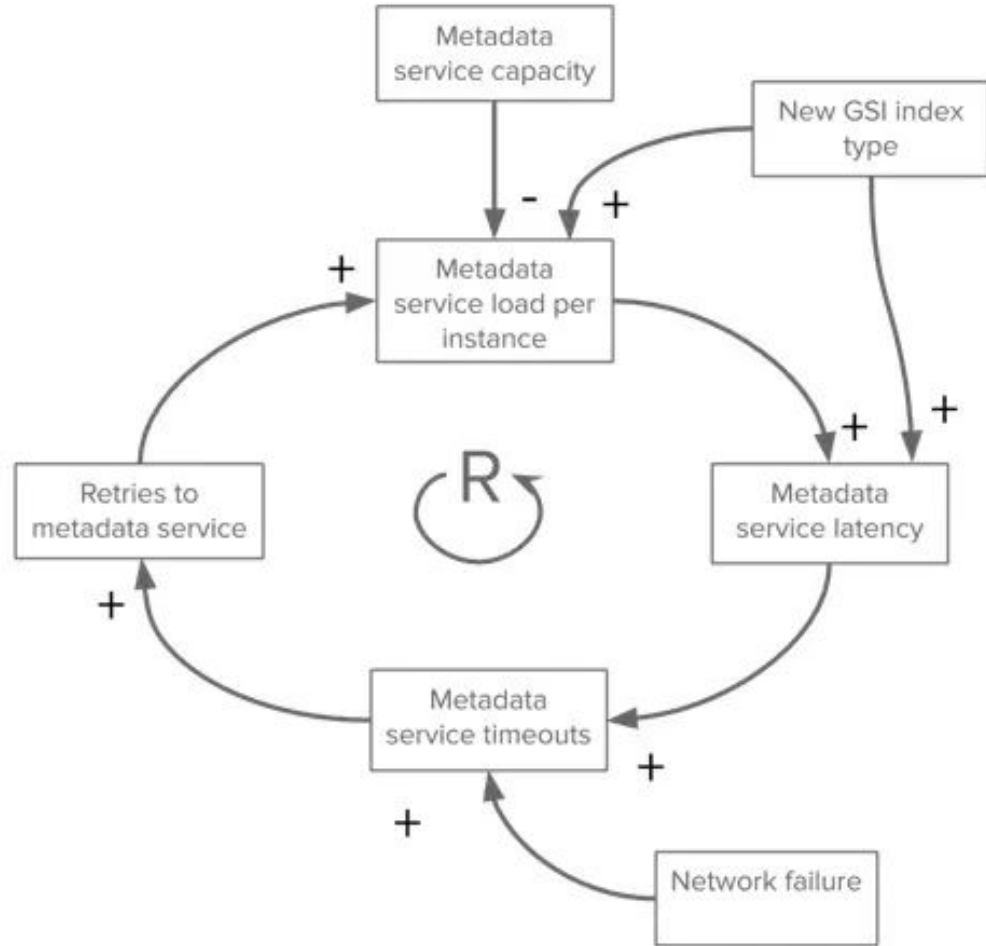 Metadata
service capacity
New GSI index
type
-
+
Metadata
service load per
instance
+
+
+
R
Retries to
metadata service
Metadata
service latency
+
Metadata
service timeouts
+
+
Network failure